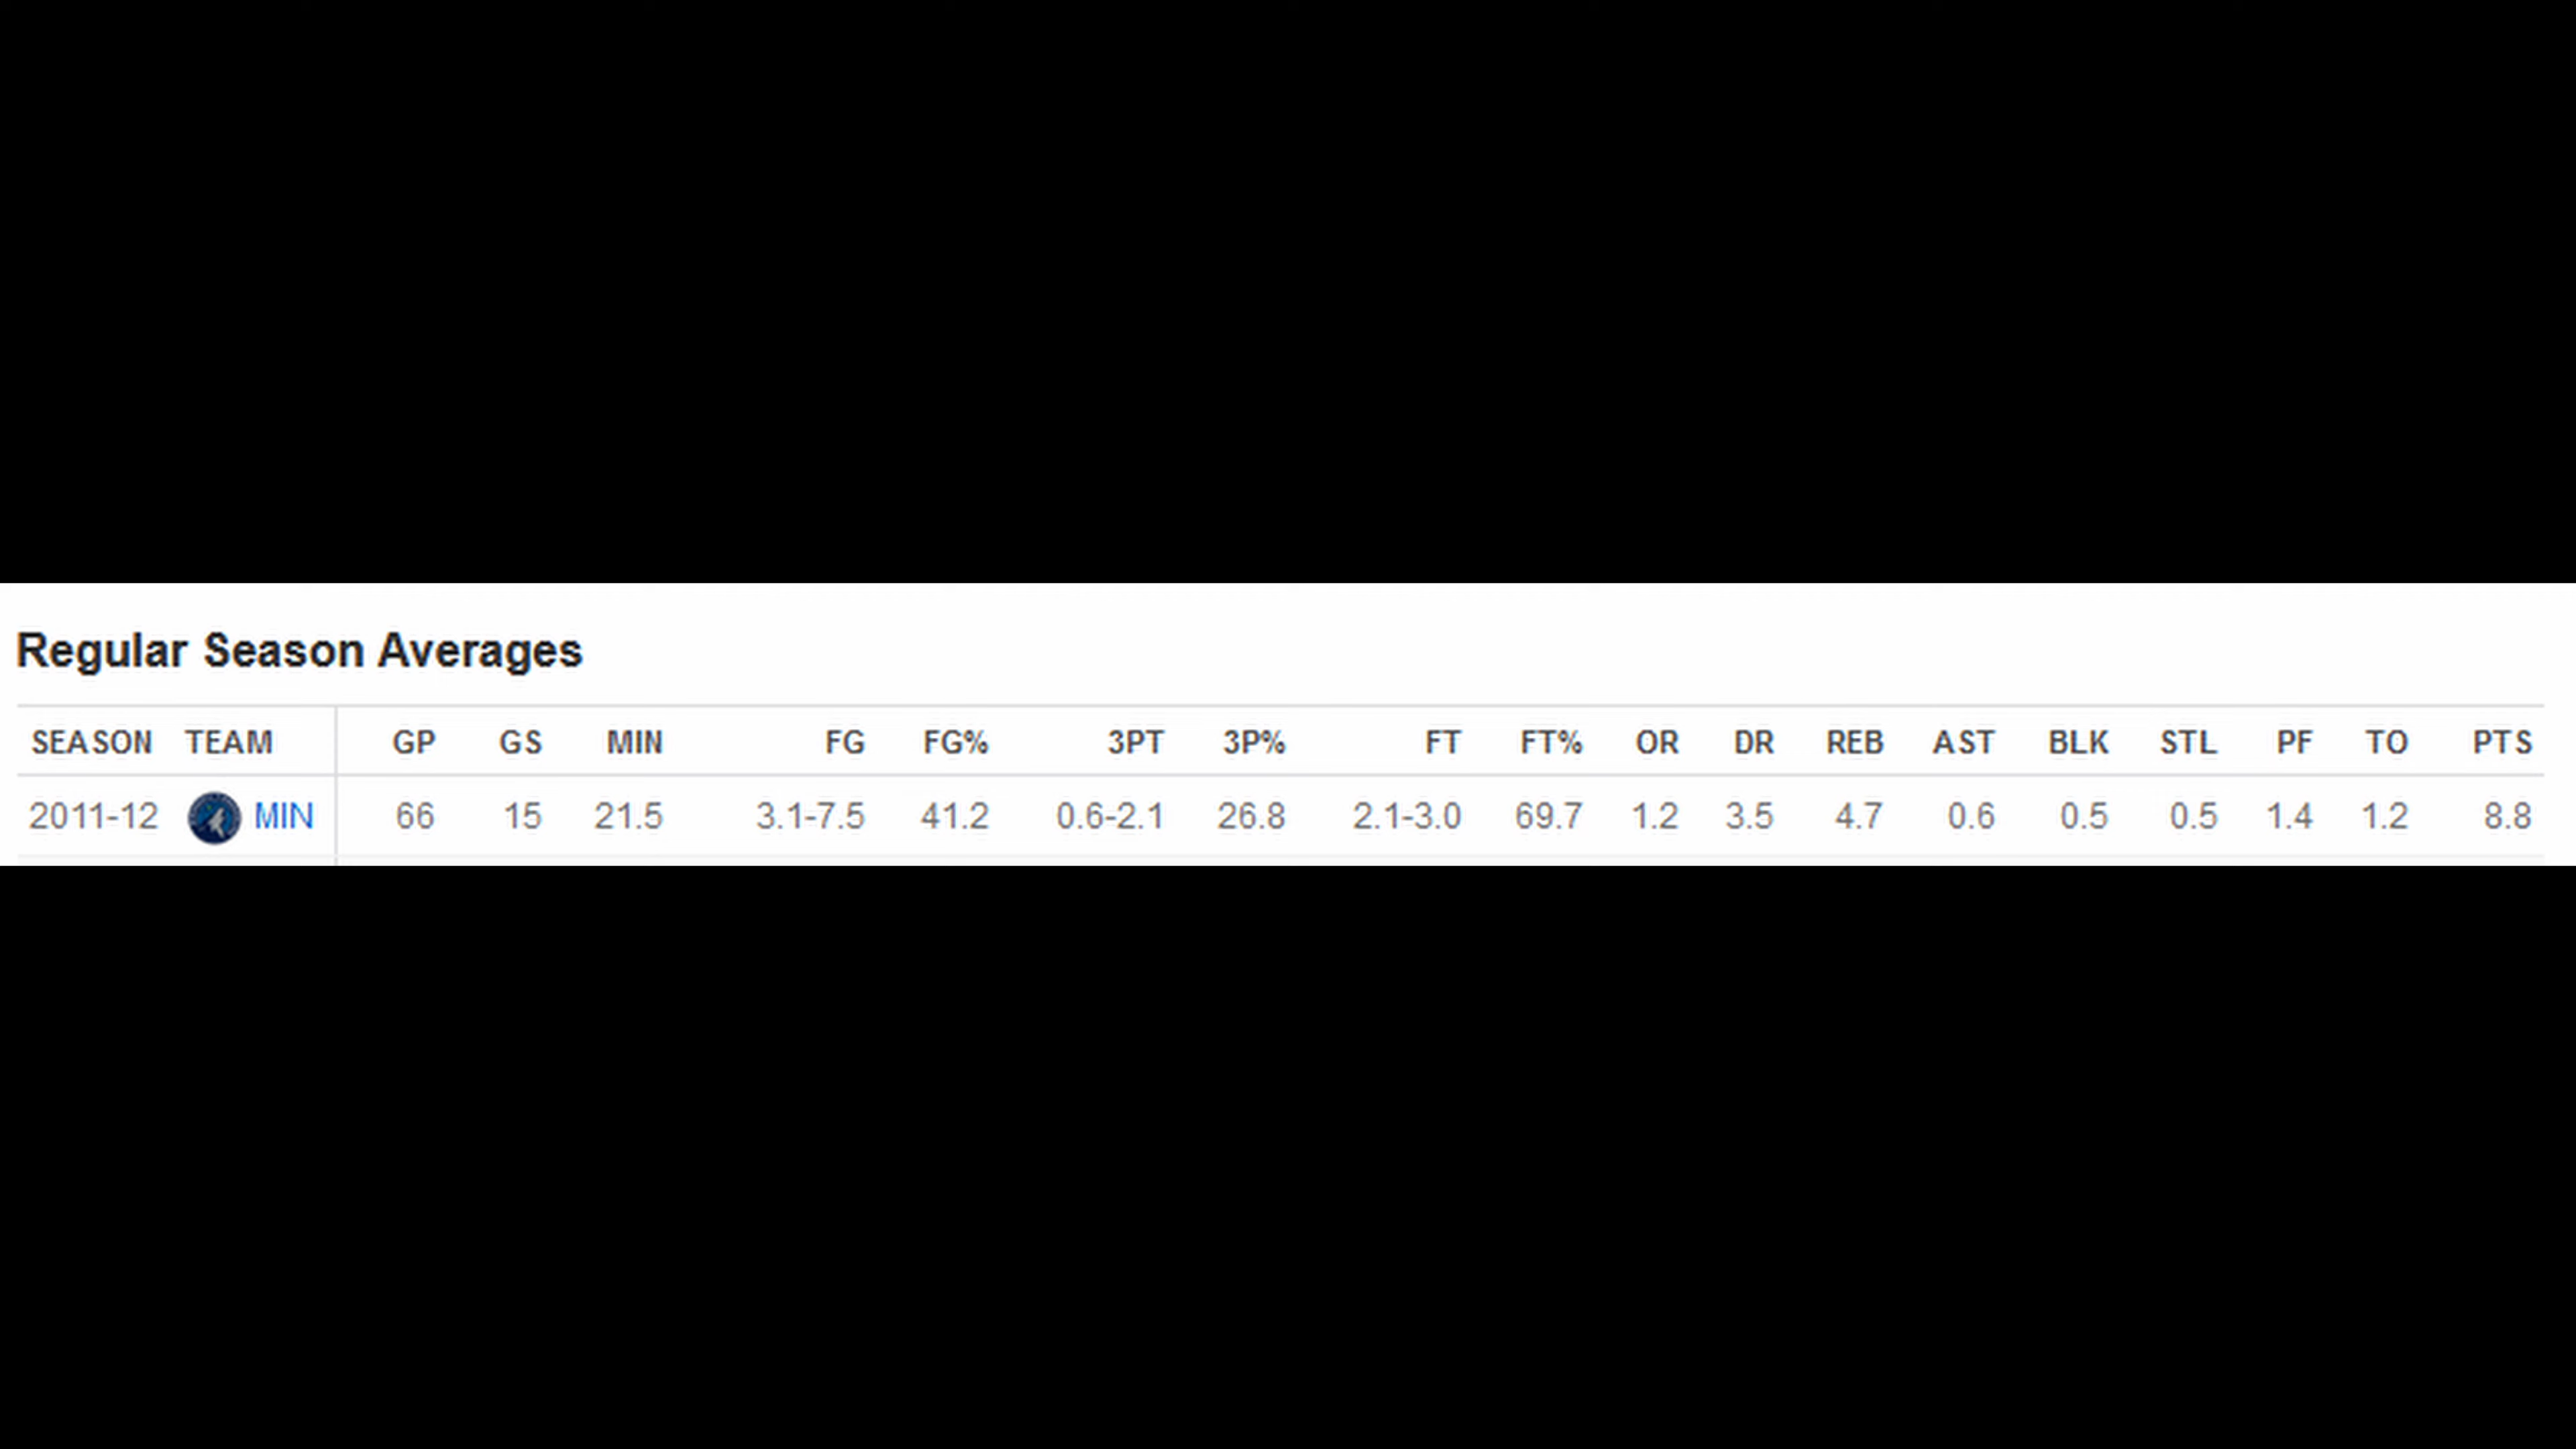 Regular Season Averages
SEASON TEAM GP GS MIN FG FG% 3PT 3P% FT FT% OR DR REB AST BLK STL PF TO PTS
2011-12 MIN 66 15 21.5 3.1-7.5 41.2 0.6-2.1 26.8 2.1-3.0 69.7 1.2 3.5 4.7 0.6 0.5 0.5 1.4 1.2 8.8